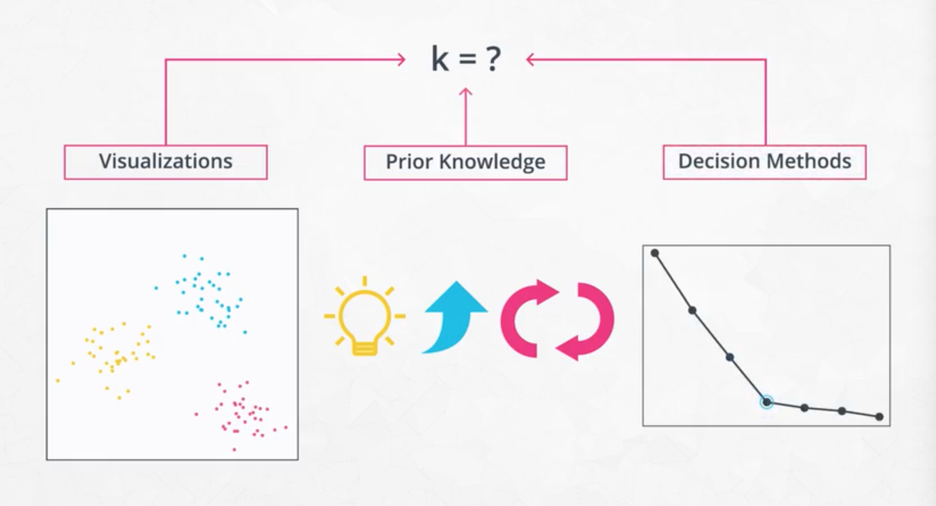 k = ?
Visualizations
Prior Knowledge
Decision Methods